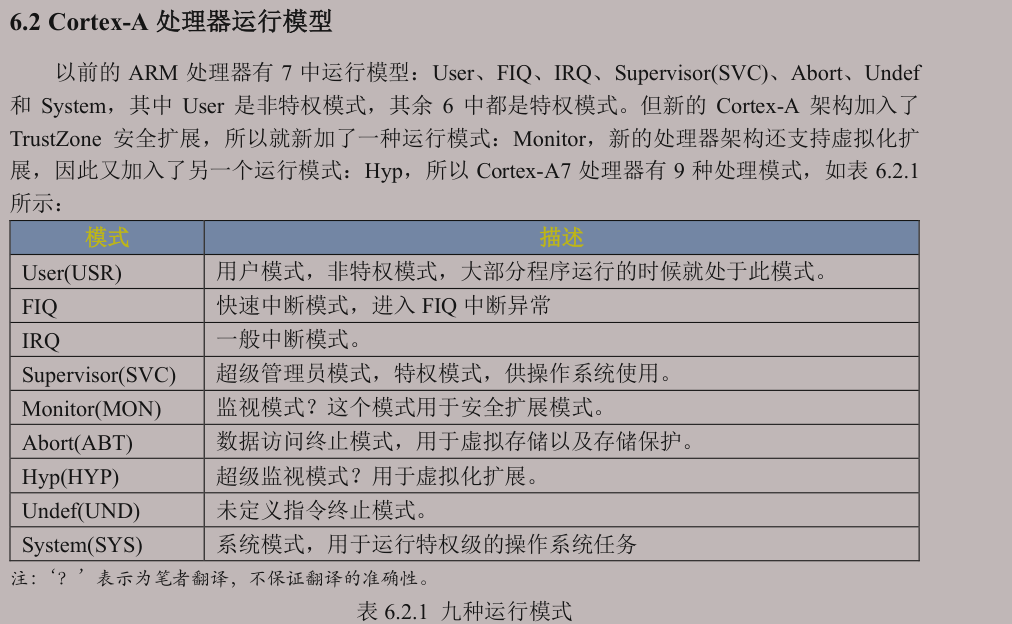 6.2 Cortex-A 处理器运行模型
以前的 ARM 处理器有 7 中运行模型：User、FIQ、IRQ、Supervisor(SVC)、Abort、Undef
和 System，其中 User 是非特权模式，其余 6 中都是特权模式。但新的 Cortex-A 架构加入了
TrustZone 安全扩展，所以就新加了一种运行模式：Monitor，新的处理器架构还支持虚拟化扩
展，因此又加入了另一个运行模式：Hyp，所以 Cortex-A7 处理器有 9 种处理模式，如表 6.2.1
所示：
模式 描述
User(USR) 用户模式，非特权模式，大部分程序运行的时候就处于此模式。
FIQ 快速中断模式，进入 FIQ 中断异常
IRQ 一般中断模式。
Supervisor(SVC) 超级管理员模式，特权模式，供操作系统使用。
Monitor(MON) 监视模式？这个模式用于安全扩展模式。
Abort(ABT) 数据访问终止模式，用于虚拟存储以及存储保护。
Hyp(HYP) 超级监视模式？用于虚拟化扩展。
Undef(UND) 未定义指令终止模式。
System(SYS) 系统模式，用于运行特权级的操作系统任务
注：‘？’表示为笔者翻译，不保证翻译的准确性。
表 6.2.1 九种运行模式